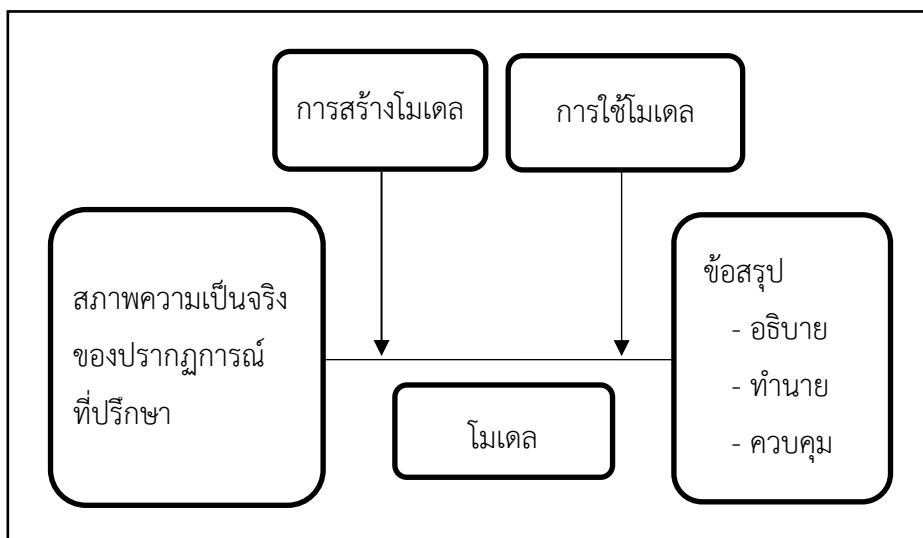 การสร้างโมเดล
การใช้โมเดล
สภาพความเป็นจริง
ของปรากฏการณ์
ที่ปรึกษา
โมเดล
ข้อสรุป
- อธิบาย
- ทำนาย
- ควบคุม